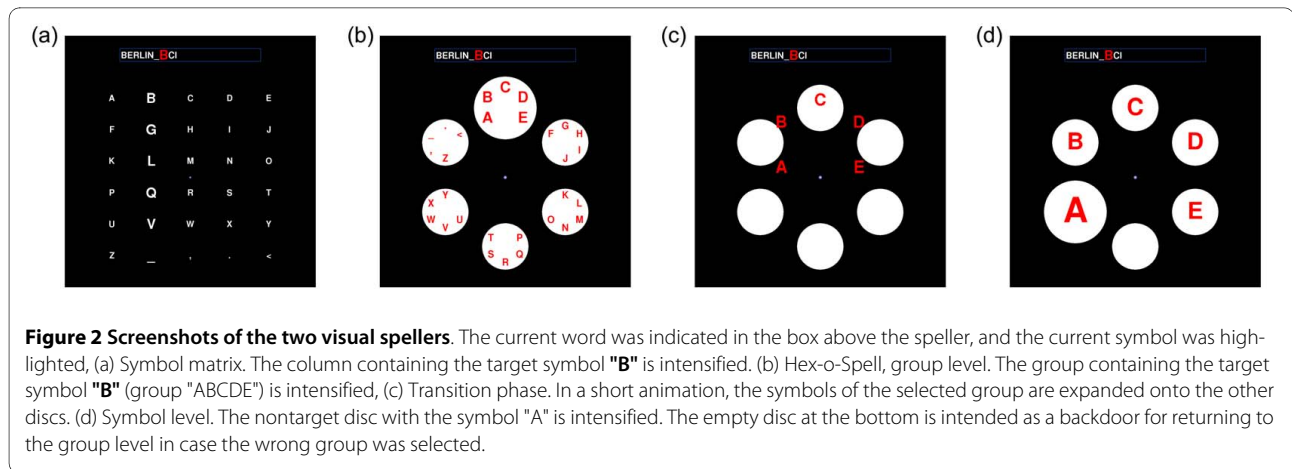 (a)
BERLIN_BCI
A B C D E
F G H I J
K L M N O
P Q R S T
U V W X Y
Z _ , . <
(b)
BERLIN_BCI
A B C D E
F G H I J
K L M N O
P Q R S T
U V W X Y
Z , _ . <
(c)
BERLIN_BCI
A B C D E
(d)
BERLIN_BCI
A B C D E
Figure 2 Screenshots of the two visual spellers. The current word was indicated in the box above the speller, and the current symbol was high-
lighted, (a) Symbol matrix. The column containing the target symbol "B" is intensified. (b) Hex-o-Spell, group level. The group containing the target
symbol "B" (group "ABCDE") is intensified, (c) Transition phase. In a short animation, the symbols of the selected group are expanded onto the other
discs. (d) Symbol level. The nontarget disc with the symbol "A" is intensified. The empty disc at the bottom is intended as a backdoor for returning to
the group level in case the wrong group was selected.